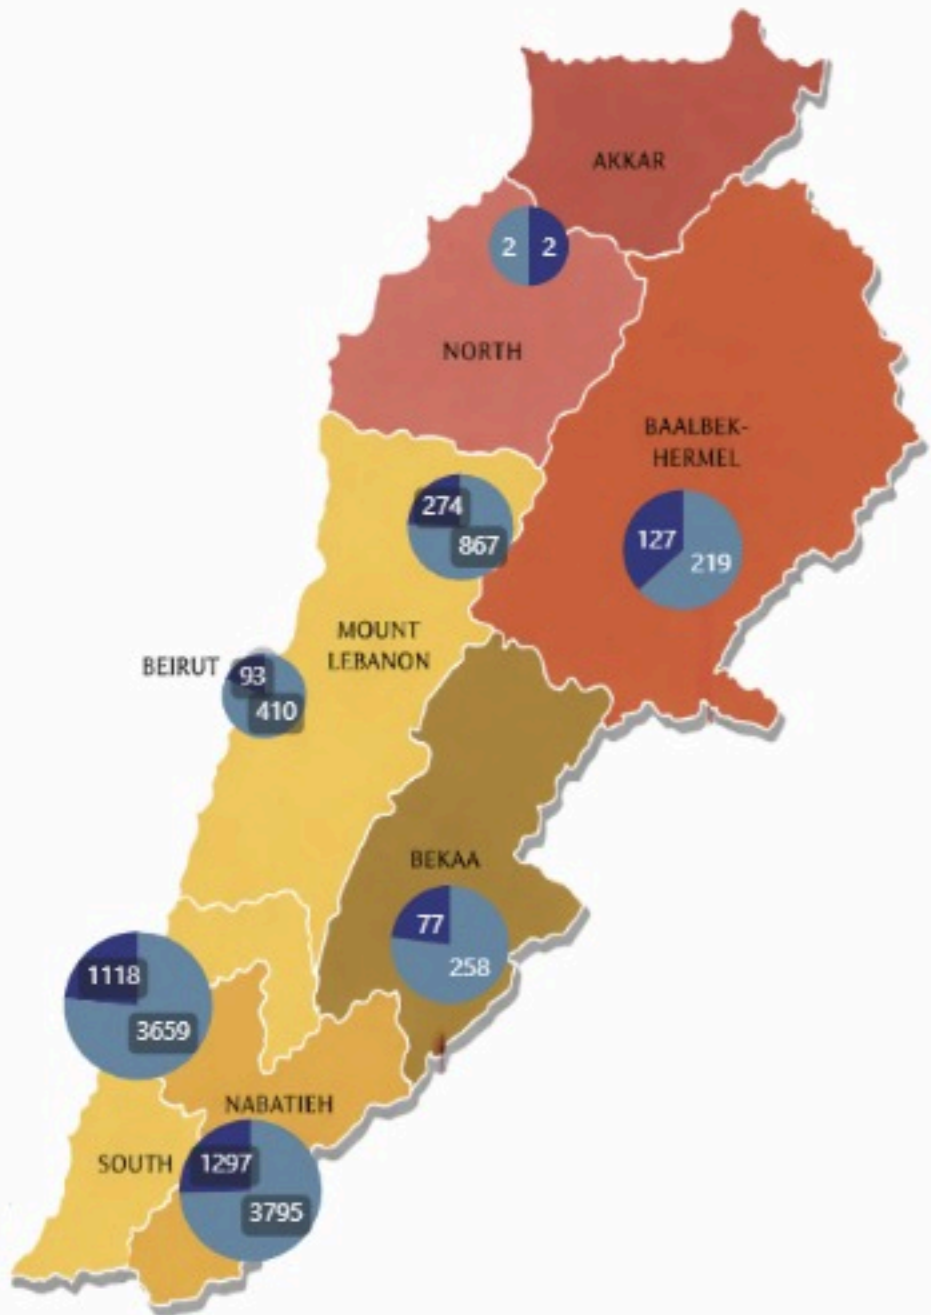 AKKAR
2 2
NORTH
BAALBEK-
HERMEL
274
867
127
219
MOUNT
LEBANON
BEIRUT
93
410
BEKAA
77
258
1118
3659
NABATIEH
SOUTH
1297
3795